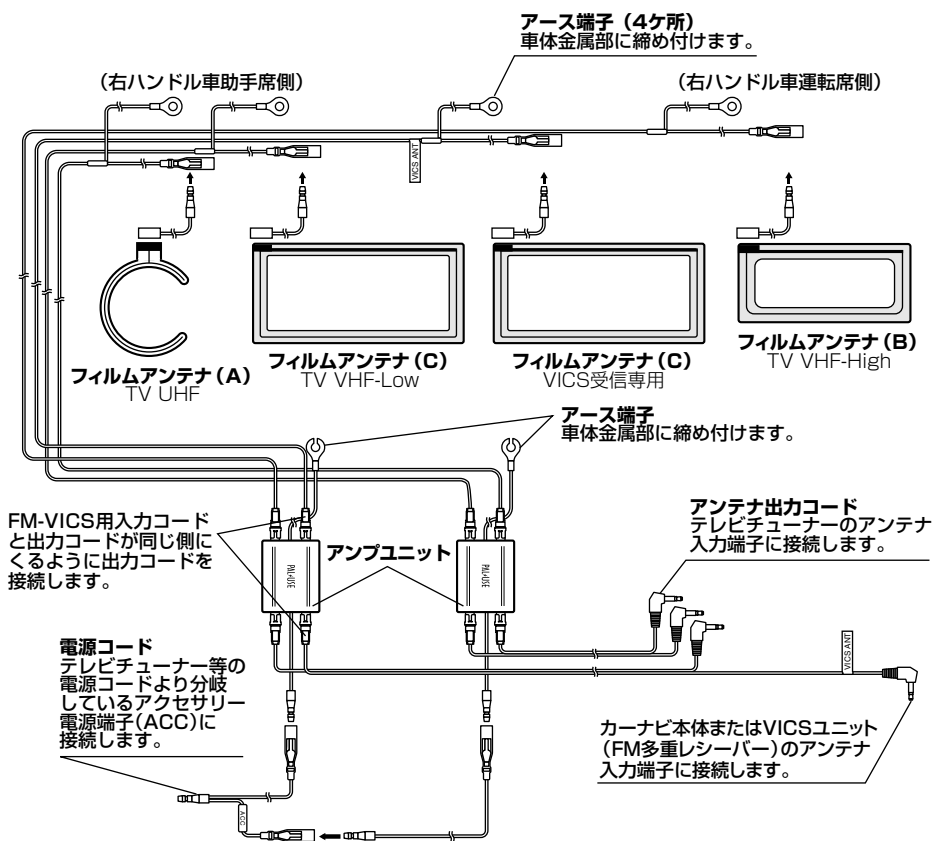 アース端子（4ケ所）
車体金属部に締め付けます。
（右ハンドル車助手席側）
（右ハンドル車運転席側）
VICS ANT
フィルムアンテナ（A）
TV UHF
フィルムアンテナ（C）
TV VHF-Low
フィルムアンテナ（C）
VICS受信専用
フィルムアンテナ（B）
TV VHF-High
アース端子
車体金属部に締め付けます。
FM-VICS用入力コード
と出力コードが同じ側に
くるように出力コードを
接続します。
アンプユニット
アンテナ出力コード
テレビチューナーのアンテナ
入力端子に接続します。
電源コード
テレビチューナー等の
電源コードより分岐
しているアクセサリー
電源端子(ACC)に
接続します。
VICS ANT
カーナビ本体またはVICSユニット
（FM多重レシーバー）のアンテナ
入力端子に接続します。
ACC